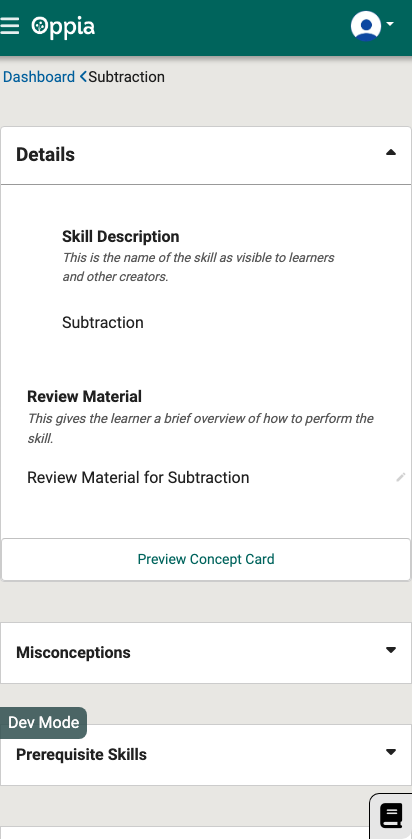 Oppia
Dashboard Subtraction
Details
Skill Description
This is the name of the skill as visible to learners
and other creators.
Subtraction
Review Material
This gives the learner a brief overview of how to perform the
skill.
Review Material for Subtraction
Preview Concept Card
Misconceptions
Dev Mode
Prerequisite Skills